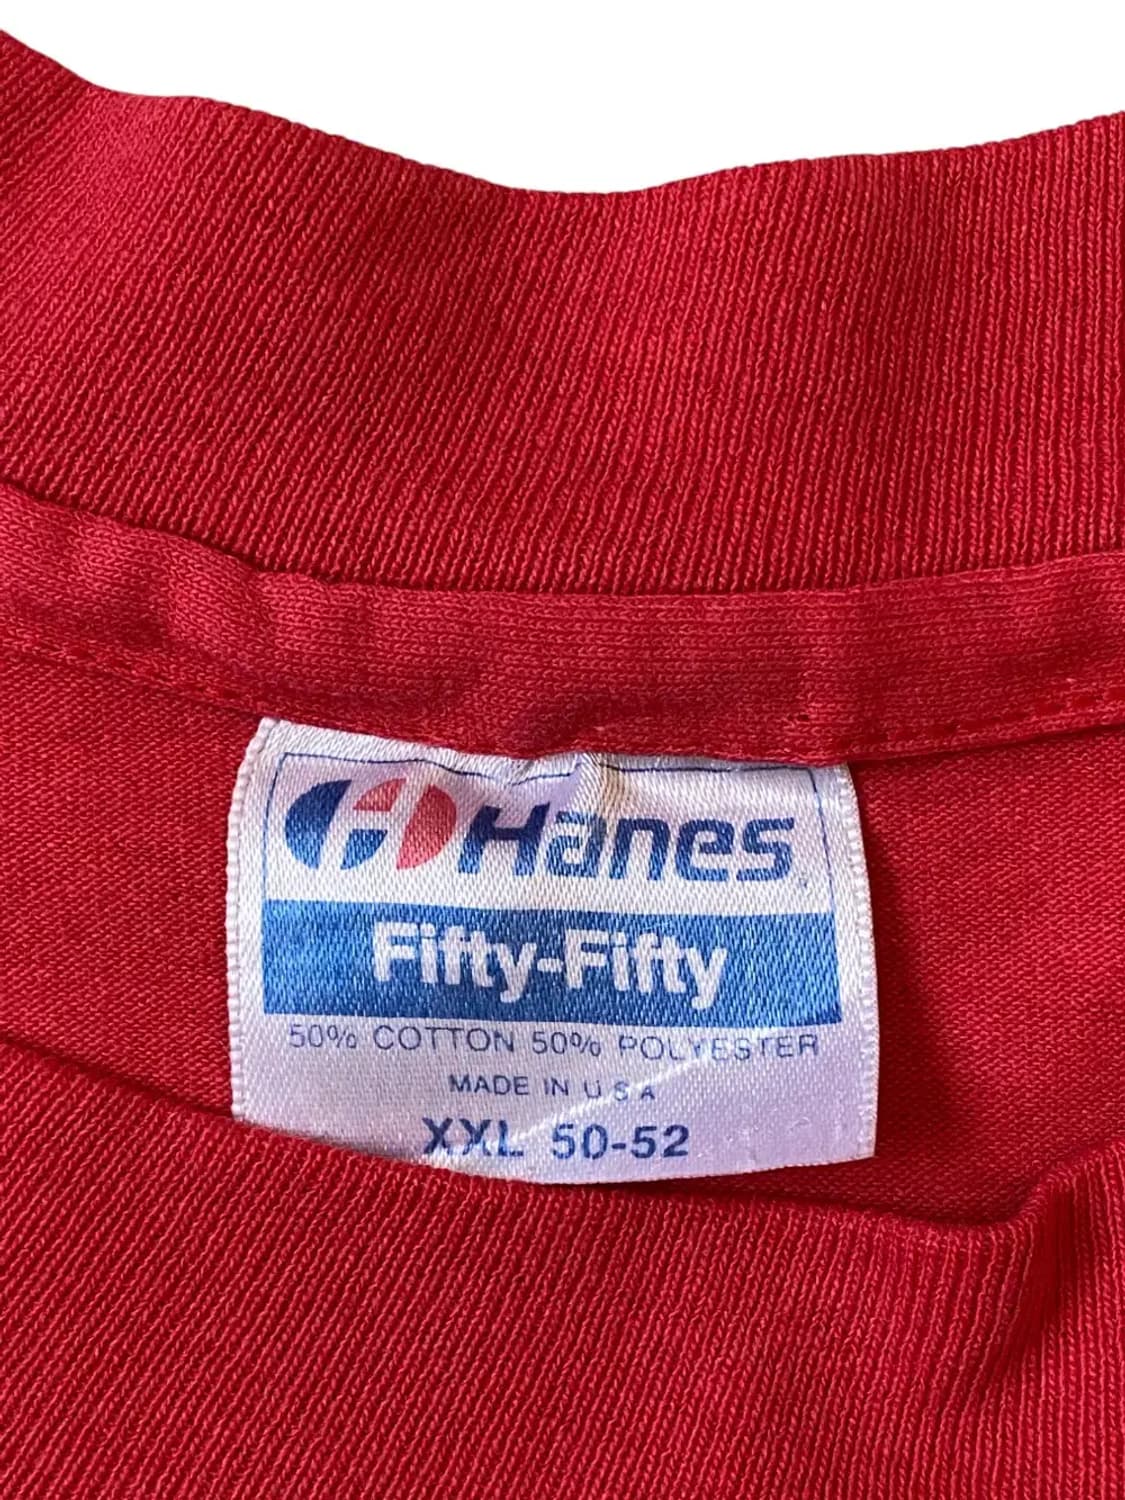 Hanes
Fifty-Fifty
50% COTTON 50% POLYESTER
MADE IN U S A
XXL 50-52